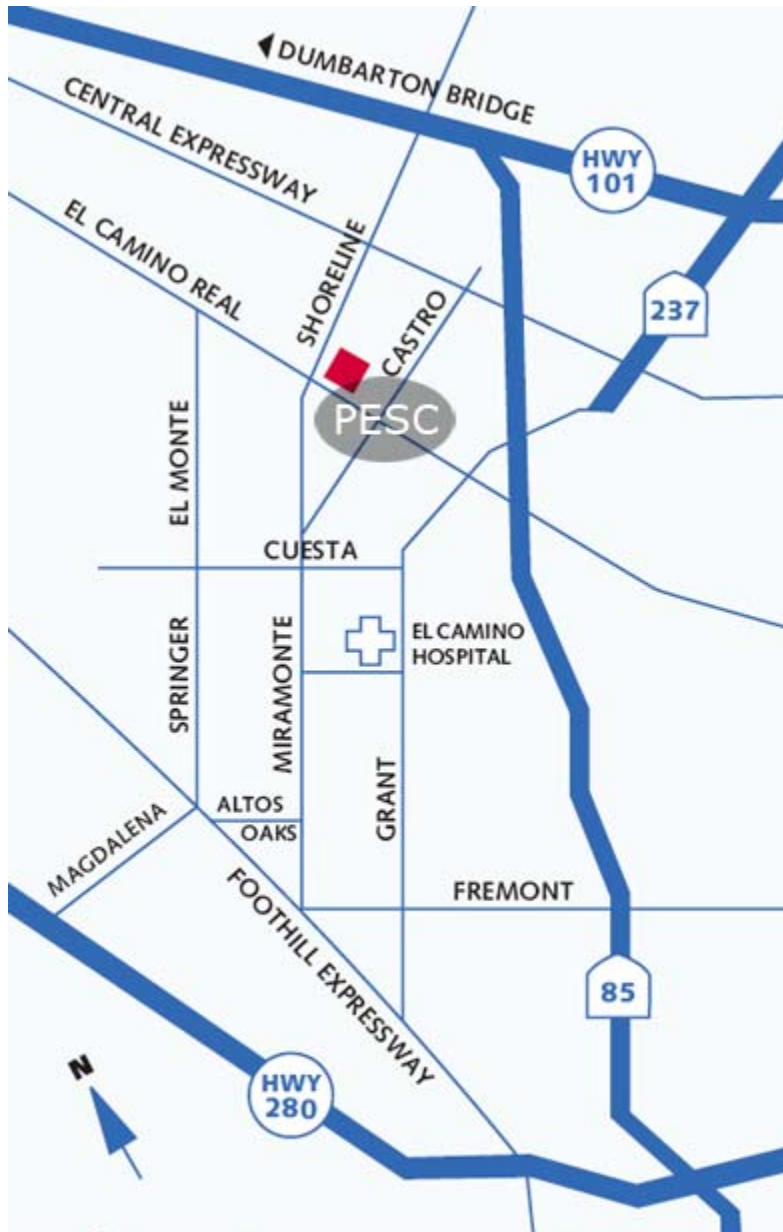 DUMBARTON BRIDGE
HWY
101
CENTRAL EXPRESSWAY
EL CAMINO REAL
SHORELINE
CASTRO
237
PESC
EL MONTE
CUESTA
SPRINGER
MIRAMONTE
EL CAMINO
HOSPITAL
GRANT
ALTOS
OAKS
MAGDALENA
FREMONT
FOOTHILL EXPRESSWAY
85
N
HWY
280